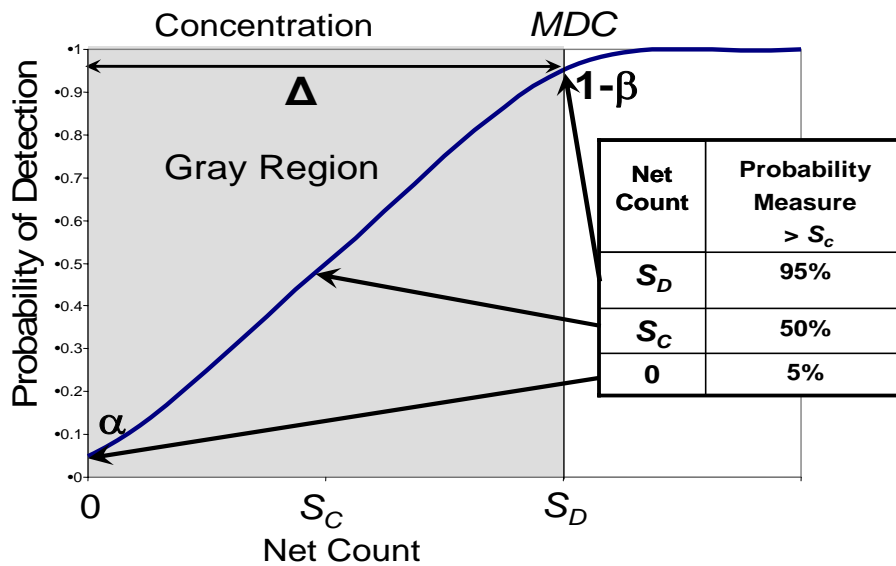 Concentration
MDC
•1
•0.9
•0.8
•0.7
•0.6
•0.5
•0.4
•0.3
•0.2
•0.1
•0
Probability of Detection
Δ
1-β
Gray Region
α
Net Count
Probability Measure > Sc
S_D
95%
S_C
50%
0
5%
0
S_C
S_D
Net Count